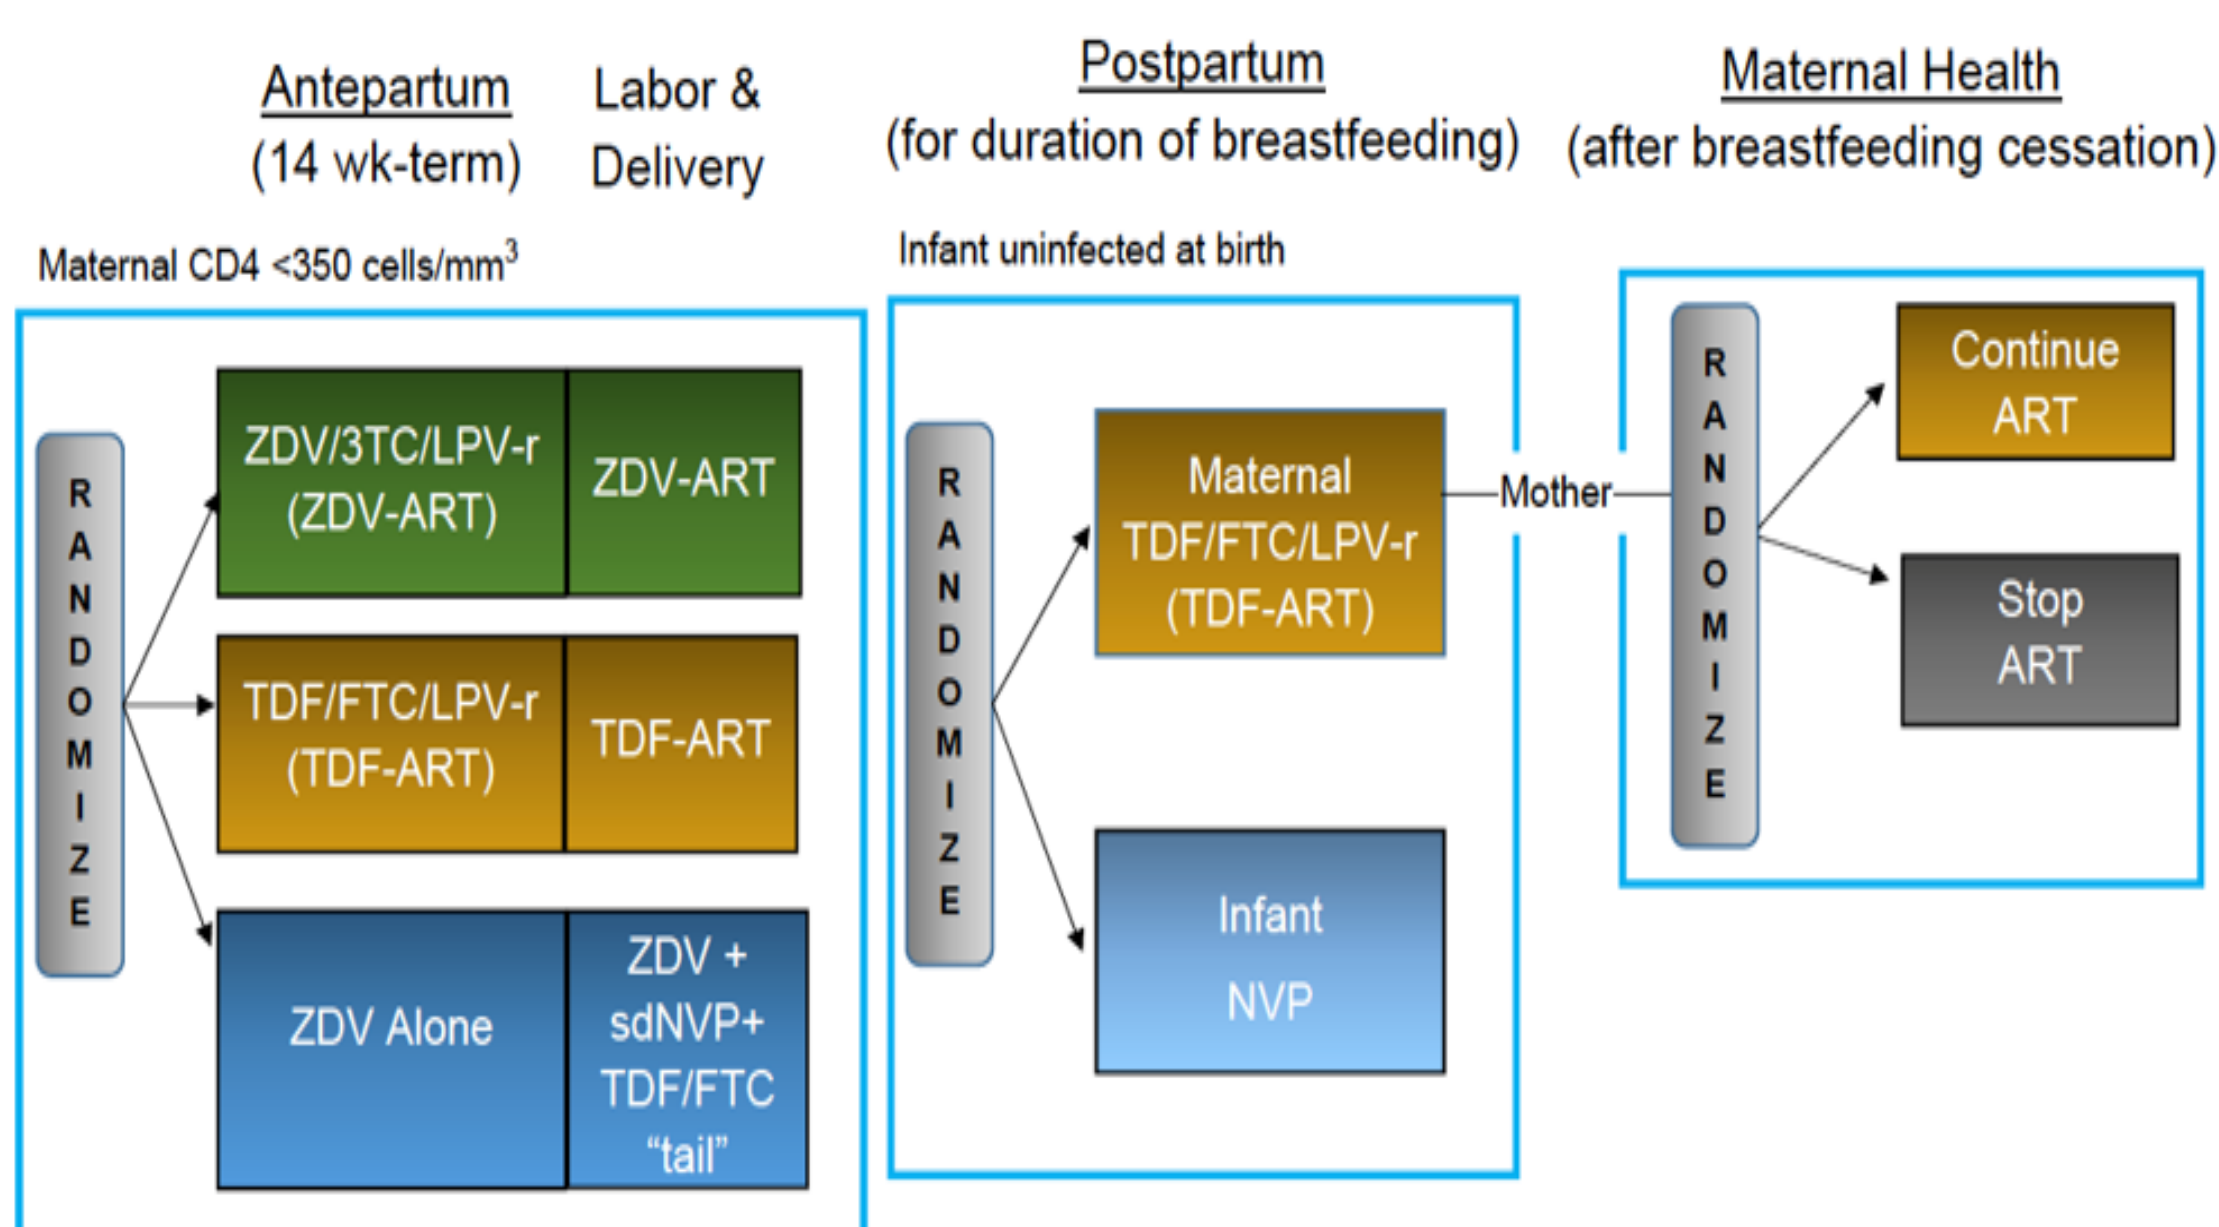 Antepartum
(14 wk-term)
Labor &
Delivery
Maternal CD4 <350 cells/mm³
RANDOMIZE
ZDV/3TC/LPV-r
(ZDV-ART)
ZDV-ART
TDF/FTC/LPV-r
(TDF-ART)
TDF-ART
ZDV Alone
ZDV +
sdNVP+
TDF/FTC
“tail”
Postpartum
(for duration of breastfeeding)
Infant uninfected at birth
RANDOMIZE
Maternal
TDF/FTC/LPV-r
(TDF-ART)
Infant
NVP
Mother
Maternal Health
(after breastfeeding cessation)
RANDOMIZE
Continue
ART
Stop
ART